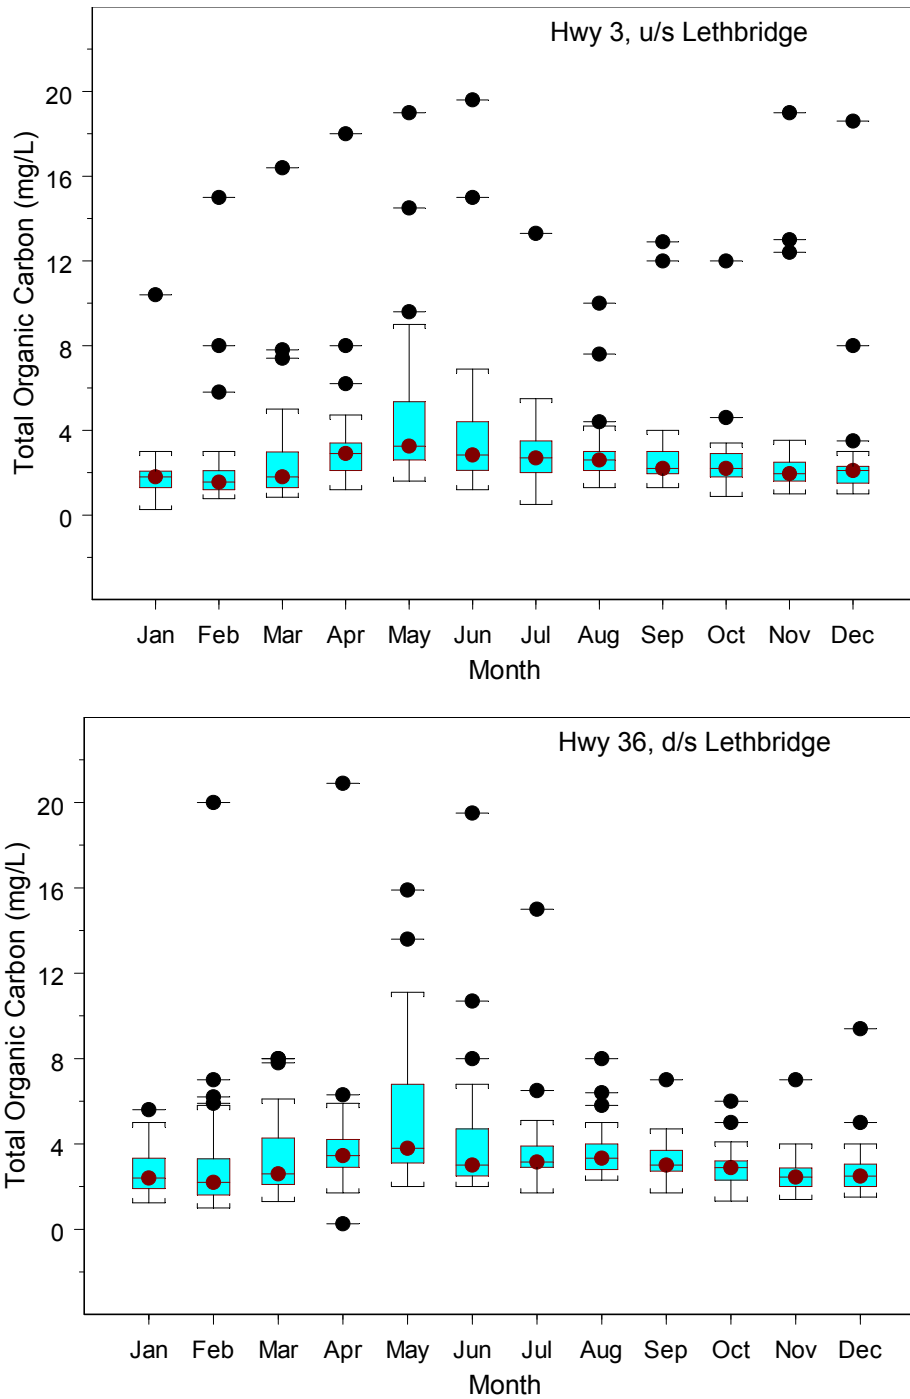 Hwy 3, u/s Lethbridge
Total Organic Carbon (mg/L)
20
16
12
8
4
0
Jan Feb Mar Apr May Jun Jul Aug Sep Oct Nov Dec
Month
Hwy 36, d/s Lethbridge
Total Organic Carbon (mg/L)
20
16
12
8
4
0
Jan Feb Mar Apr May Jun Jul Aug Sep Oct Nov Dec
Month